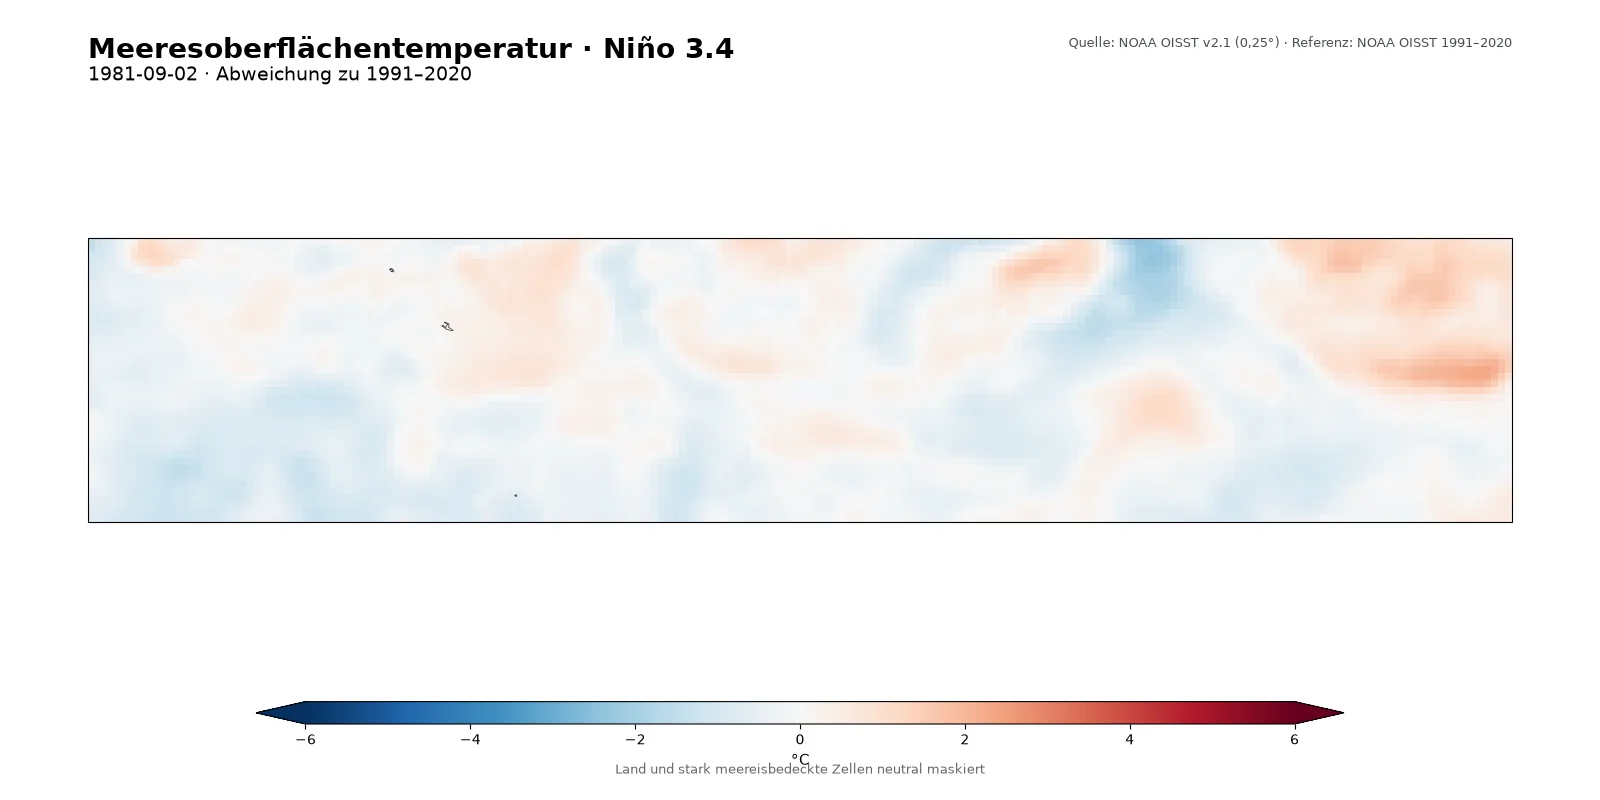 Meeresoberflächentemperatur · Niño 3.4
1981-09-02 · Abweichung zu 1991–2020
Quelle: NOAA OISST v2.1 (0,25°) · Referenz: NOAA OISST 1991–2020
−6 −4 −2 0 2 4 6
°C
Land und stark meereisbedeckte Zellen neutral maskiert